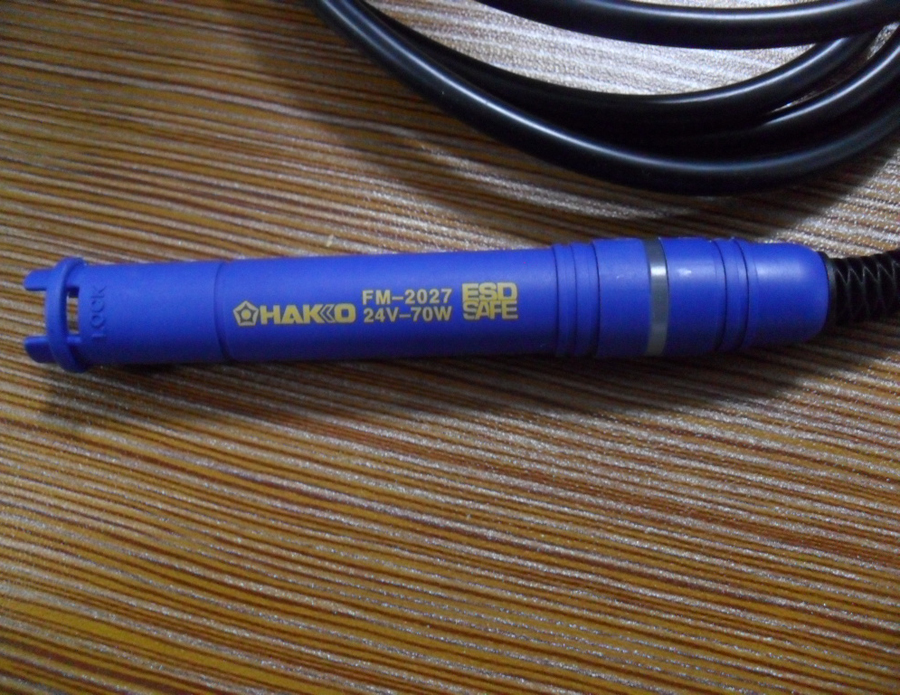 LOCK
HAKKO
FM-2027
24V-70W
ESD
SAFE